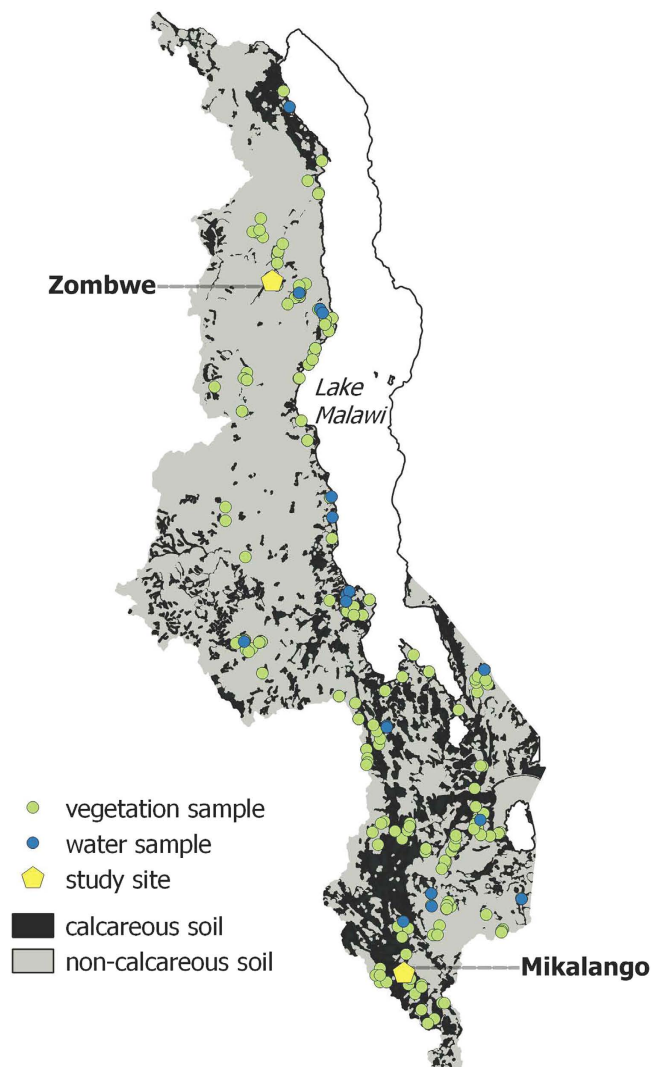 Zombwe
Lake
Malawi
vegetation sample
water sample
study site
calcareous soil
non-calcareous soil
Mikalango